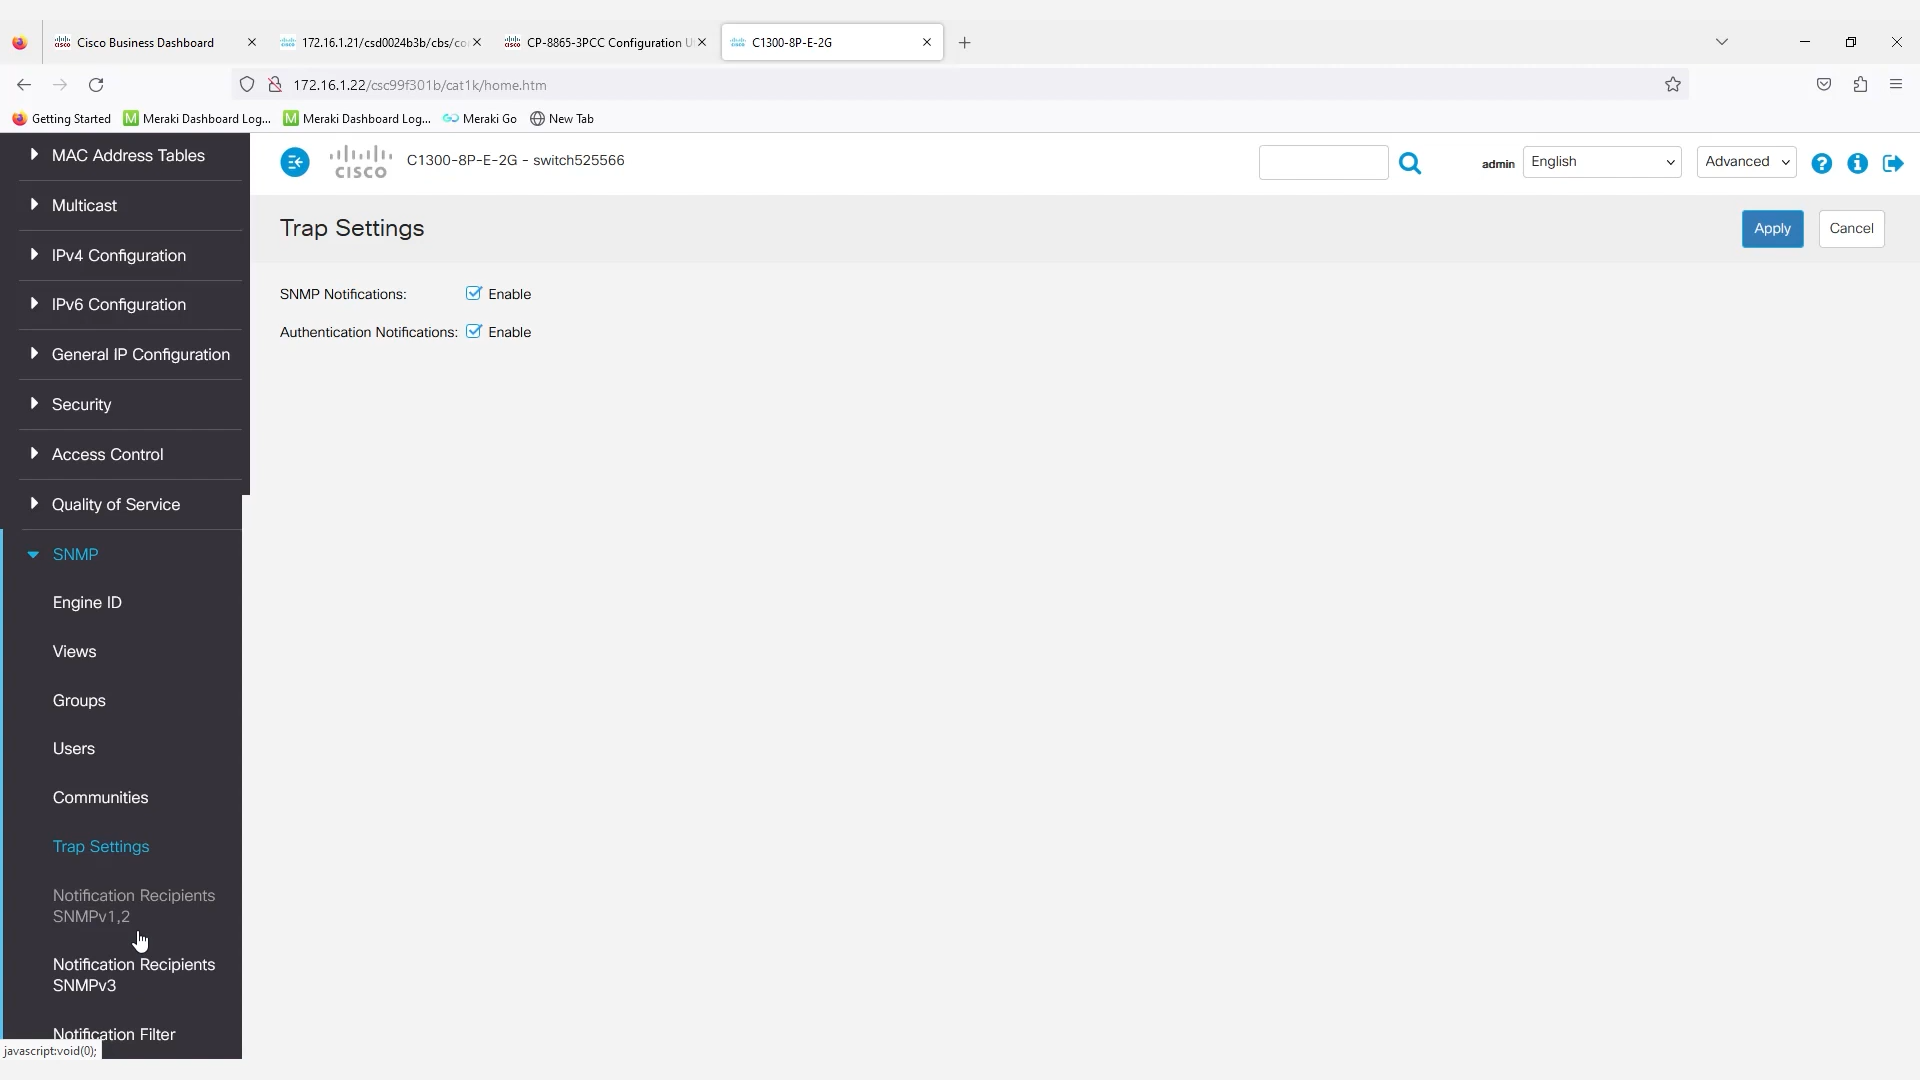 Cisco Business Dashboard
172.16.1.21/csd0024b3b/cbs/co
CP-8865-3PCC Configuration U
C1300-8P-E-2G
172.16.1.22/csc99f301b/cat1k/home.htm
Getting Started
Meraki Dashboard Log...
Meraki Dashboard Log...
Meraki Go
New Tab
MAC Address Tables
Multicast
IPv4 Configuration
IPv6 Configuration
General IP Configuration
Security
Access Control
Quality of Service
SNMP
Engine ID
Views
Groups
Users
Communities
Trap Settings
Notification Recipients
SNMPv1,2
Notification Recipients
SNMPv3
Notification Filter
javascript:void(0);
cisco
C1300-8P-E-2G - switch525566
admin
English
Advanced
Trap Settings
Apply
Cancel
SNMP Notifications:
Enable
Authentication Notifications:
Enable